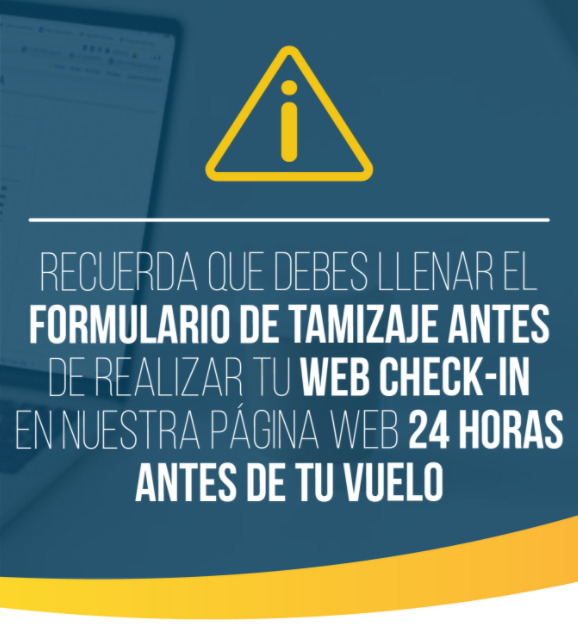 RECUERDA QUE DEBES LLENAR EL
FORMULARIO DE TAMIZAJE ANTES
DE REALIZAR TU WEB CHECK-IN
EN NUESTRA PÁGINA WEB 24 HORAS
ANTES DE TU VUELO